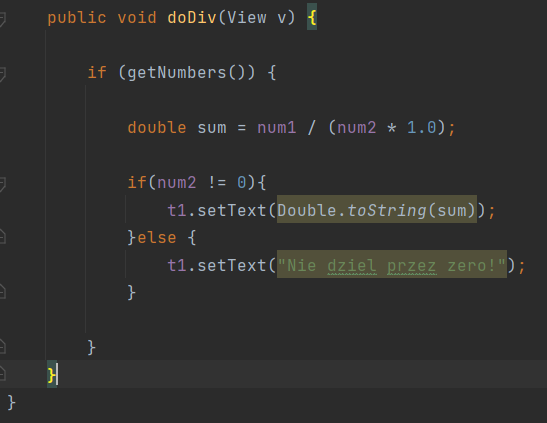 public void doDiv(View v) {
if (getNumbers()) {
double sum = num1 / (num2 * 1.0);
if(num2 != 0){
t1.setText(Double.toString(sum));
}else {
t1.setText("Nie dziel przez zero!");
}
}
}
}